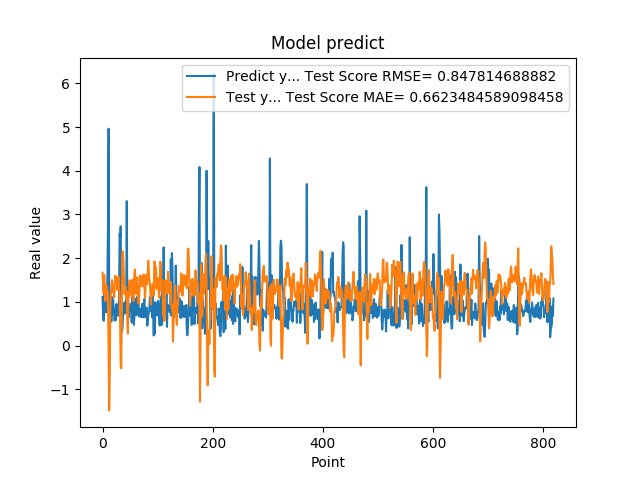 Model predict
Predict y... Test Score RMSE= 0.847814688882
Test y... Test Score MAE= 0.6623484589098458
Real value
6
5
4
3
2
1
0
−1
0 200 400 600 800
Point